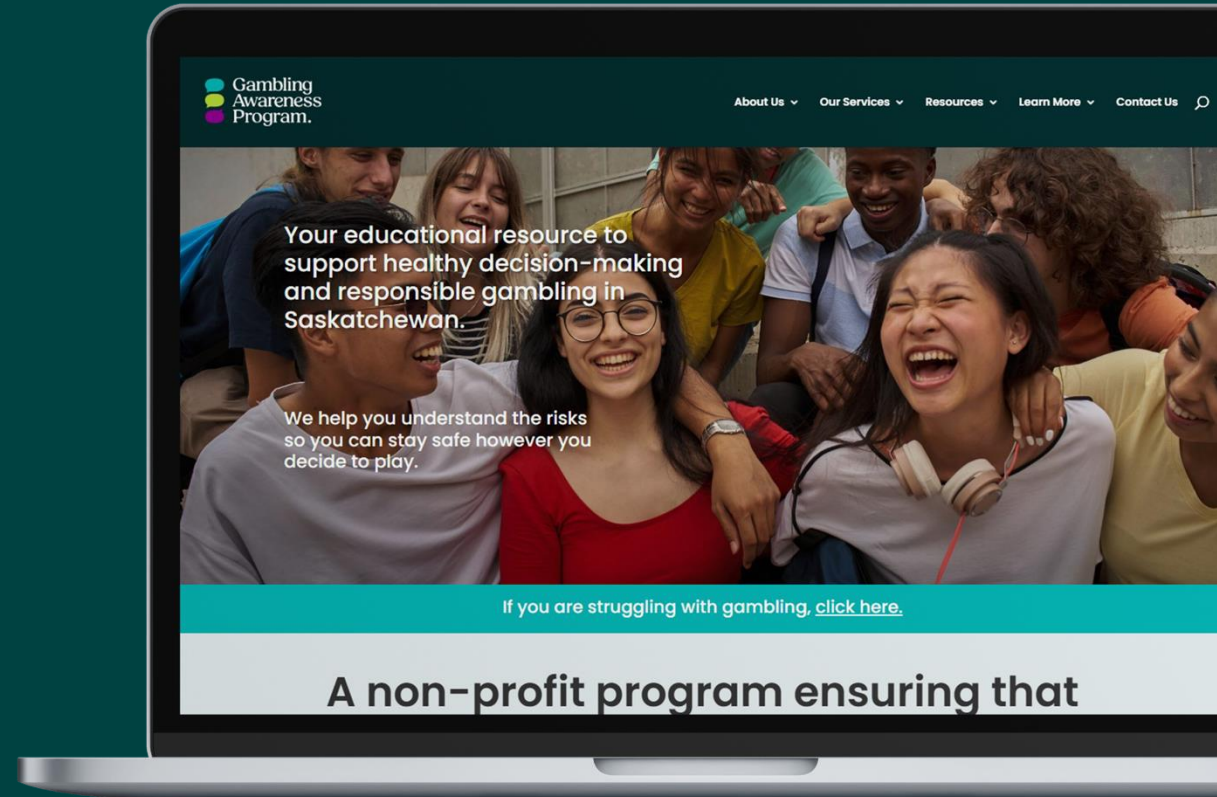 Gambling
Awareness
Program.
About Us
Our Services
Resources
Learn More
Contact Us
Your educational resource to
support healthy decision-making
and responsible gambling in
Saskatchewan.
We help you understand the risks
so you can stay safe however you
decide to play.
If you are struggling with gambling, click here.
A non-profit program ensuring that